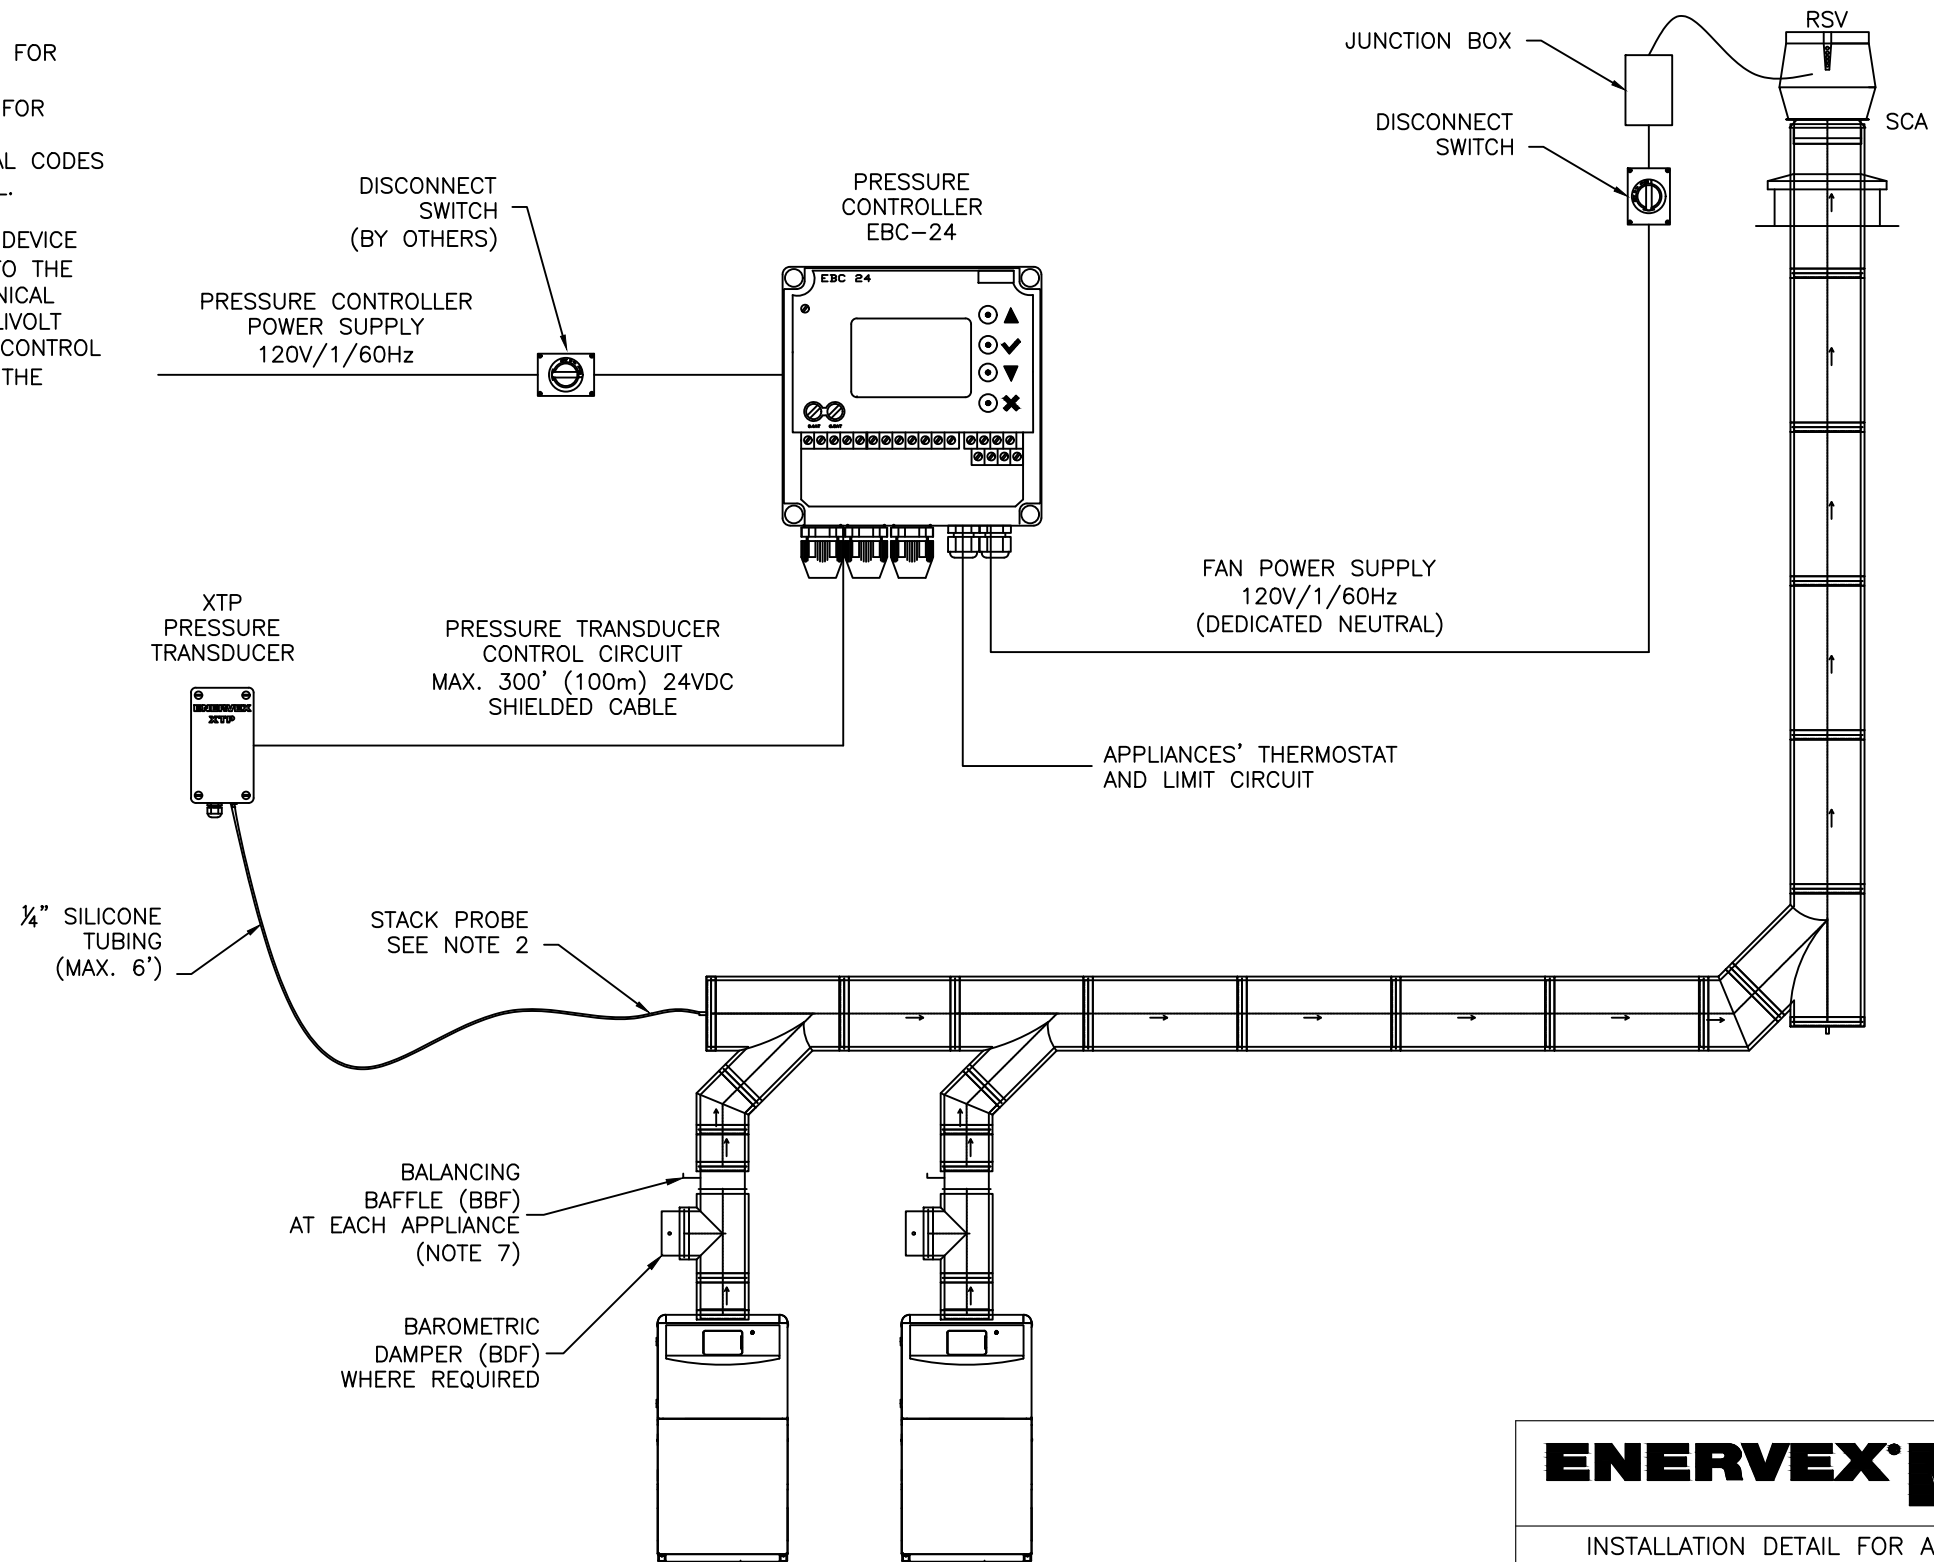 FOR
FOR
AL CODES
L.
DEVICE
TO THE
NICAL
LIVOLT
CONTROL
THE
DISCONNECT
SWITCH
(BY OTHERS)
PRESSURE CONTROLLER
POWER SUPPLY
120V/1/60Hz
PRESSURE
CONTROLLER
EBC-24
EBC 24
JUNCTION BOX
DISCONNECT
SWITCH
RSV
SCA
XTP
PRESSURE
TRANSDUCER
ENERVEX
XTP
PRESSURE TRANSDUCER
CONTROL CIRCUIT
MAX. 300' (100m) 24VDC
SHIELDED CABLE
FAN POWER SUPPLY
120V/1/60Hz
(DEDICATED NEUTRAL)
APPLIANCES' THERMOSTAT
AND LIMIT CIRCUIT
¼" SILICONE
TUBING
(MAX. 6')
STACK PROBE
SEE NOTE 2
BALANCING
BAFFLE (BBF)
AT EACH APPLIANCE
(NOTE 7)
BAROMETRIC
DAMPER (BDF)
WHERE REQUIRED
ENERVEX
INSTALLATION DETAIL FOR A